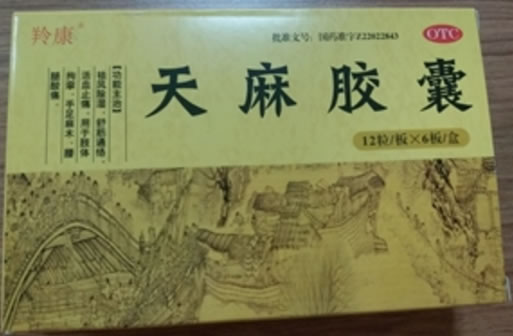 羚康
批准文号：国药准字Z22022843
OTC
天麻胶囊
12粒/板×6板/盒
【功能主治】
祛风除湿，舒筋通络，
活血止痛。用于肢体
拘挛，手足麻木，腰
腿酸痛。